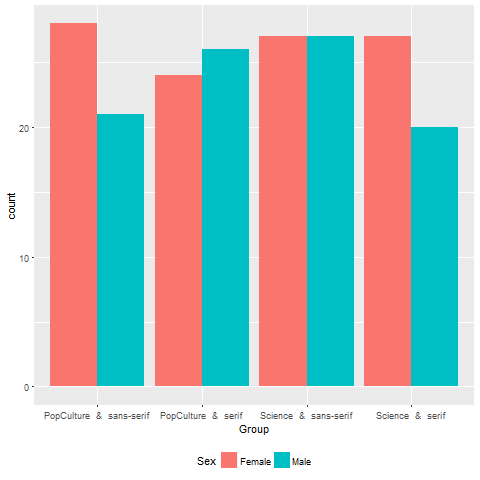 count
20
10
0
PopCulture & sans-serif PopCulture & serif Science & sans-serif Science & serif
Group
Sex Female Male